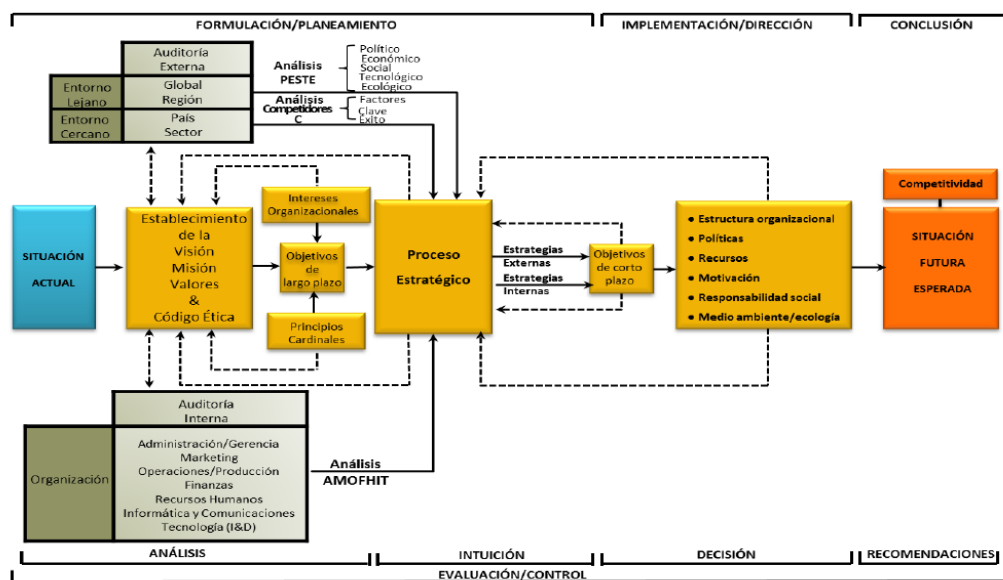 FORMULACIÓN/PLANEAMIENTO
IMPLEMENTACIÓN/DIRECCIÓN
CONCLUSIÓN
Auditoría
Externa
Entorno
Lejano
Global
Región
Entorno
Cercano
País
Sector
Análisis
PESTE
Político
Económico
Social
Tecnológico
Ecológico
Análisis
Competidores
C
Factores
Clave
Exito
SITUACIÓN
ACTUAL
Establecimiento
de la
Visión
Misión
Valores
&
Código Ética
Intereses
Organizacionales
Objetivos
de
largo plazo
Principios
Cardinales
Proceso
Estratégico
Estrategias
Externas
Estrategias
Internas
Objetivos
de corto
plazo
• Estructura organizacional
• Políticas
• Recursos
• Motivación
• Responsabilidad social
• Medio ambiente/ecología
Competitividad
SITUACIÓN
FUTURA
ESPERADA
Auditoría
Interna
Organización
Administración/Gerencia
Marketing
Operaciones/Producción
Finanzas
Recursos Humanos
Informática y Comunicaciones
Tecnología (I&D)
Análisis
AMOFHIT
ANÁLISIS
INTUICIÓN
DECISIÓN
RECOMENDACIONES
EVALUACIÓN/CONTROL